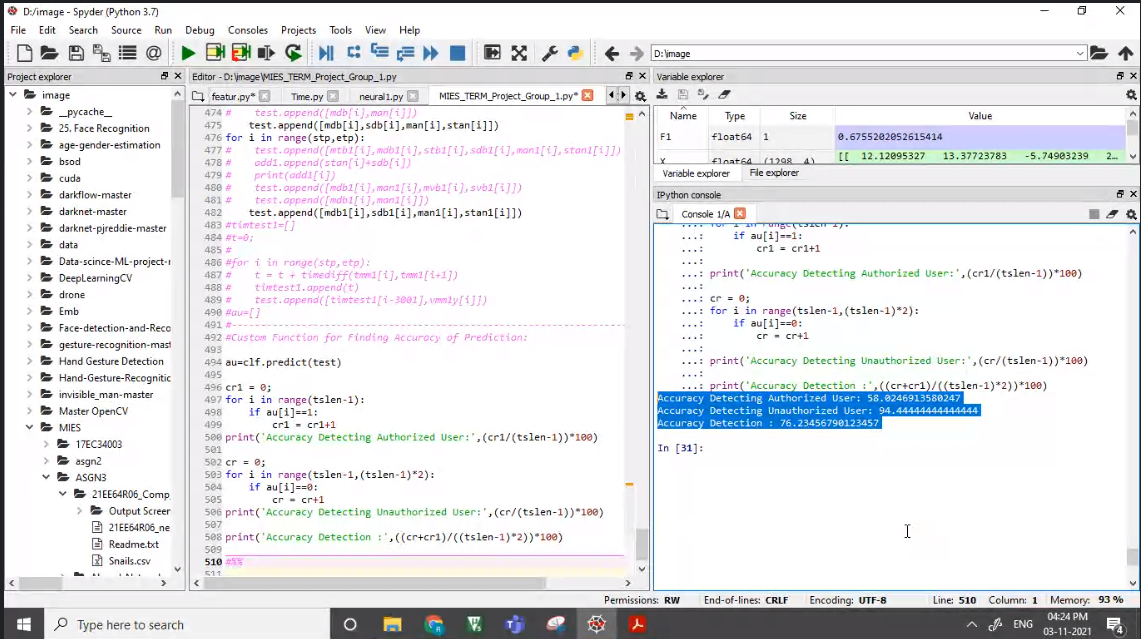 D:/image - Spyder (Python 3.7)
File Edit Search Source Run Debug Consoles Projects Tools View Help
D:\image
Project explorer
image
__pycache__
25. Face Recognition
age-gender-estimation
bsod
cuda
darkflow-master
darknet-master
darknet-pjreddie-master
data
Data-scince-ML-project-r
DeepLearningCV
drone
Emb
Face-detection-and-Reco
gesture-recognition-mast
Hand Gesture Detection
Hand-Gesture-Recognitic
invisible_man-master
Master OpenCV
MIES
17EC34003
asgn2
ASGN3
21EE64R06_Comp_
Output Screer
21EE64R06_ne
Readme.txt
Snails.csv
Editor - D:\image\MIES_TERM_Project_Group_1.py
featur.py* Time.py neural1.py MIES_TERM_Project_Group_1.py*
474 # test.append([mdb[i],man[i]])
475 test.append([mdb[i],sdb[i],man[i],stan[i]])
476 for i in range(stp,etp):
477 # test.append([mtb1[i],mdb1[i],stb1[i],sdb1[i],man1[i],stan1[i]])
478 # add1.append(stan[i]+sdb[i])
479 # print(add1[i])
480 # test.append([mdb1[i],man1[i],mvb1[i],svb1[i]])
481 # test.append([mdb1[i],man1[i]])
482 test.append([mdb1[i],sdb1[i],man1[i],stan1[i]])
483 #timtest1=[]
484 #t=0;
485 #
486 #for i in range(stp,etp):
487 # t = t + timediff(tmm1[i],tmm1[i+1])
488 # timtest1.append(t)
489 # test.append([timtest1[i-3001],vmm1y[i]])
490 #au=[]
491 #------------------------------------------------------------
492 #Custom Function for Finding Accuracy of Prediction:
493
494 au=clf.predict(test)
495
496 cr1 = 0;
497 for i in range(tslen-1):
498 if au[i]==1:
499 cr1 = cr1+1
500 print('Accuracy Detecting Authorized User:',(cr1/(tslen-1))*100)
501
502 cr = 0;
503 for i in range(tslen-1,(tslen-1)*2):
504 if au[i]==0:
505 cr = cr+1
506 print('Accuracy Detecting Unauthorized User:',(cr/(tslen-1))*100)
507
508 print('Accuracy Detection :',((cr+cr1)/((tslen-1)*2))*100)
509
510 #%%
511
Variable explorer
Name Type Size Value
F1 float64 1 0.6755202052615414
X float64 (1298, 4) [[ 12.12095327 13.37723783 -5.74903239 2...
Variable explorer File explorer
IPython console
Console 1/A
...: for i in range(tslen-1):
...: if au[i]==1:
...: cr1 = cr1+1
...:
...: print('Accuracy Detecting Authorized User:',(cr1/(tslen-1))*100)
...:
...: cr = 0;
...: for i in range(tslen-1,(tslen-1)*2):
...: if au[i]==0:
...: cr = cr+1
...:
...: print('Accuracy Detecting Unauthorized User:',(cr/(tslen-1))*100)
...:
...: print('Accuracy Detection :',((cr+cr1)/((tslen-1)*2))*100)
Accuracy Detecting Authorized User: 58.0246913580247
Accuracy Detecting Unauthorized User: 94.44444444444444
Accuracy Detection : 76.23456790123457
In [31]:
Permissions: RW End-of-lines: CRLF Encoding: UTF-8 Line: 510 Column: 1 Memory: 93 %
Type here to search
ENG
04:24 PM
03-11-2021
4